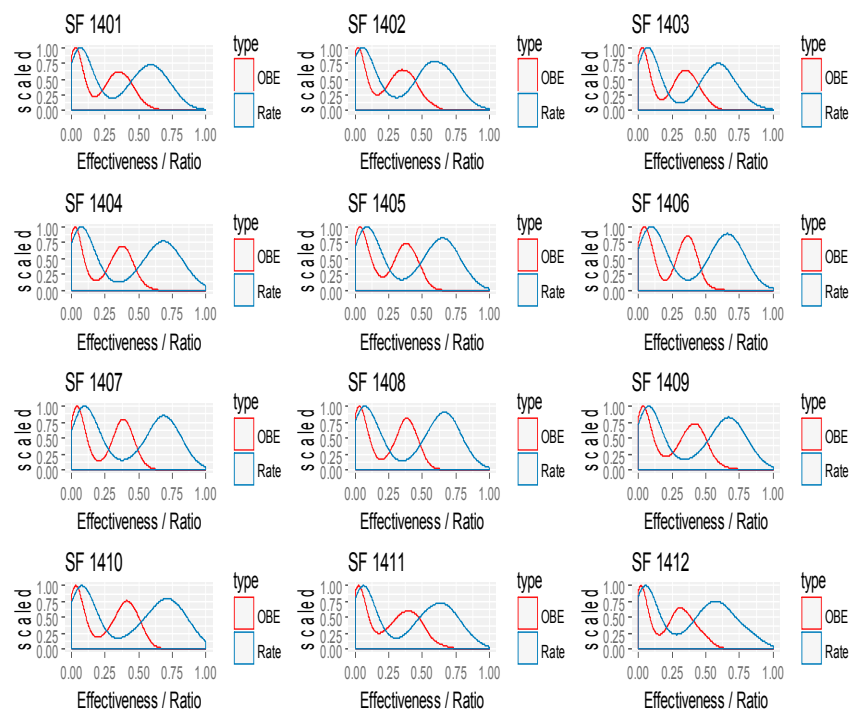 SF 1401
scaled
1.00
0.75
0.50
0.25
0.00
0.00 0.25 0.50 0.75 1.00
Effectiveness / Ratio
type
OBE
Rate
SF 1402
scaled
1.00
0.75
0.50
0.25
0.00
0.00 0.25 0.50 0.75 1.00
Effectiveness / Ratio
type
OBE
Rate
SF 1403
scaled
1.00
0.75
0.50
0.25
0.00
0.00 0.25 0.50 0.75 1.00
Effectiveness / Ratio
type
OBE
Rate
SF 1404
scaled
1.00
0.75
0.50
0.25
0.00
0.00 0.25 0.50 0.75 1.00
Effectiveness / Ratio
type
OBE
Rate
SF 1405
scaled
1.00
0.75
0.50
0.25
0.00
0.00 0.25 0.50 0.75 1.00
Effectiveness / Ratio
type
OBE
Rate
SF 1406
scaled
1.00
0.75
0.50
0.25
0.00
0.00 0.25 0.50 0.75 1.00
Effectiveness / Ratio
type
OBE
Rate
SF 1407
scaled
1.00
0.75
0.50
0.25
0.00
0.00 0.25 0.50 0.75 1.00
Effectiveness / Ratio
type
OBE
Rate
SF 1408
scaled
1.00
0.75
0.50
0.25
0.00
0.00 0.25 0.50 0.75 1.00
Effectiveness / Ratio
type
OBE
Rate
SF 1409
scaled
1.00
0.75
0.50
0.25
0.00
0.00 0.25 0.50 0.75 1.00
Effectiveness / Ratio
type
OBE
Rate
SF 1410
scaled
1.00
0.75
0.50
0.25
0.00
0.00 0.25 0.50 0.75 1.00
Effectiveness / Ratio
type
OBE
Rate
SF 1411
scaled
1.00
0.75
0.50
0.25
0.00
0.00 0.25 0.50 0.75 1.00
Effectiveness / Ratio
type
OBE
Rate
SF 1412
scaled
1.00
0.75
0.50
0.25
0.00
0.00 0.25 0.50 0.75 1.00
Effectiveness / Ratio
type
OBE
Rate